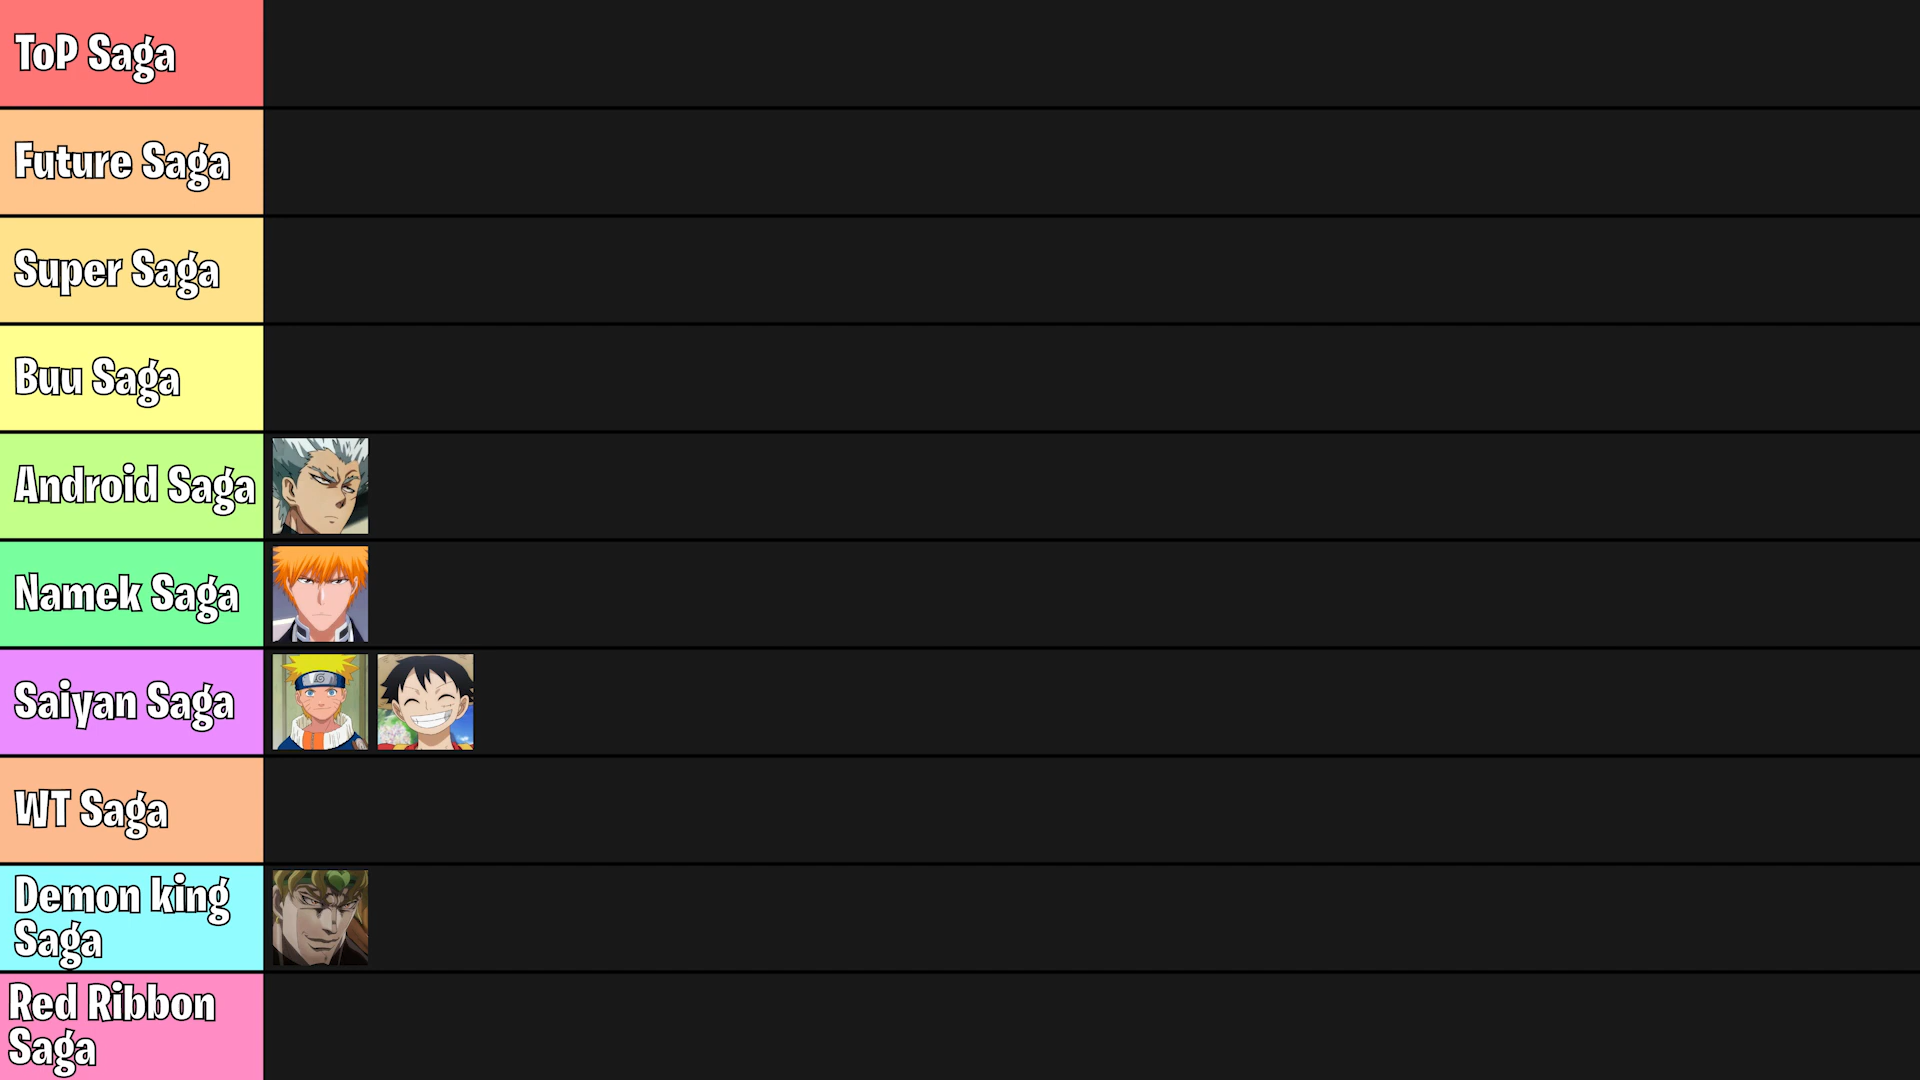 ToP Saga
Future Saga
Super Saga
Buu Saga
Android Saga
Namek Saga
Saiyan Saga
WT Saga
Demon king
Saga
Red Ribbon
Saga